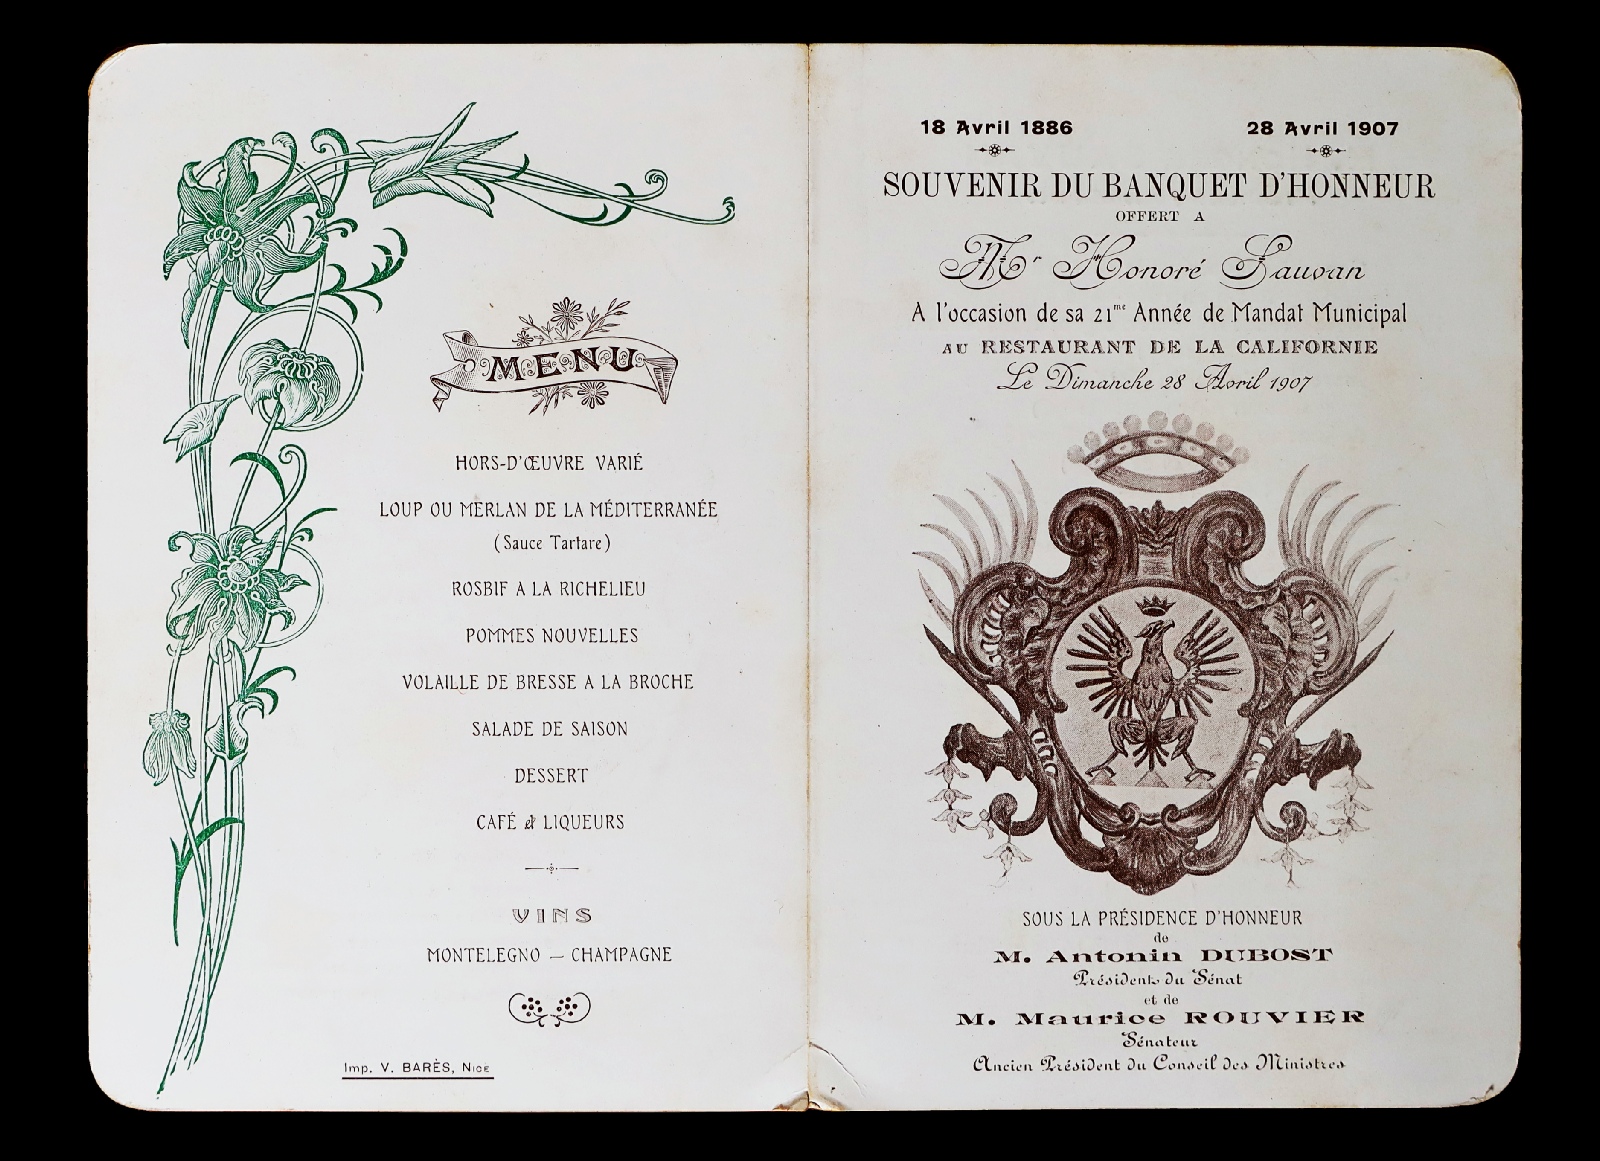 MENU
HORS-D'ŒUVRE VARIÉ
LOUP OU MERLAN DE LA MÉDITERRANÉE
(Sauce Tartare)
ROSBIF A LA RICHELIEU
POMMES NOUVELLES
VOLAILLE DE BRESSE A LA BROCHE
SALADE DE SAISON
DESSERT
CAFÉ et LIQUEURS
VINS
MONTELEGNO — CHAMPAGNE
Imp. V. BARÈS, NICE
18 Avril 1886 28 Avril 1907
SOUVENIR DU BANQUET D'HONNEUR
OFFERT A
Mr Honoré Sauvan
A l'occasion de sa 21me Année de Mandat Municipal
AU RESTAURANT DE LA CALIFORNIE
Le Dimanche 28 Avril 1907
SOUS LA PRÉSIDENCE D'HONNEUR
de
M. Antonin DUBOST
Président du Sénat
et de
M. Maurice ROUVIER
Sénateur
Ancien Président du Conseil des Ministres